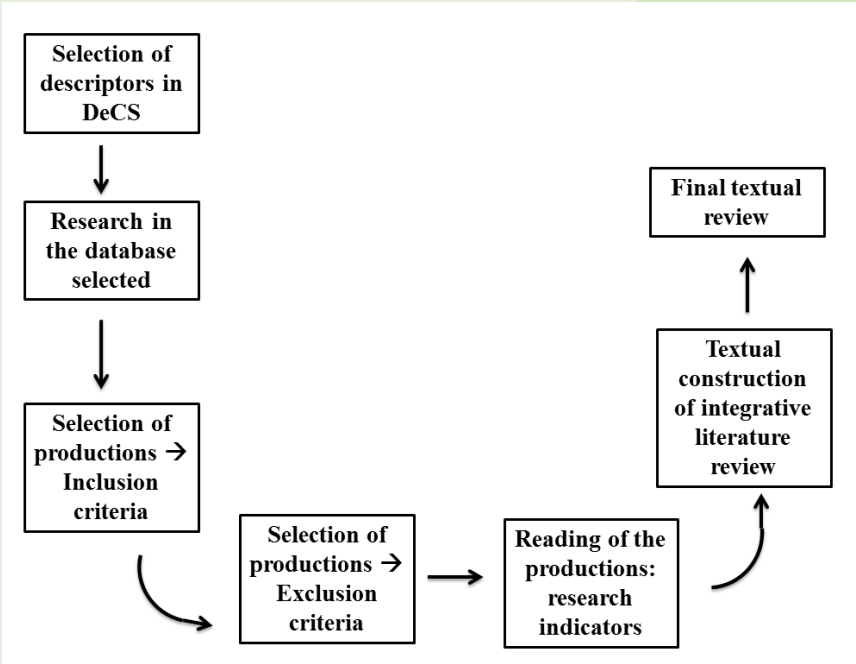 Selection of
descriptors in
DeCS
Research in
the database
selected
Selection of
productions →
Inclusion
criteria
Selection of
productions →
Exclusion
criteria
Reading of the
productions:
research
indicators
Textual
construction
of integrative
literature
review
Final textual
review